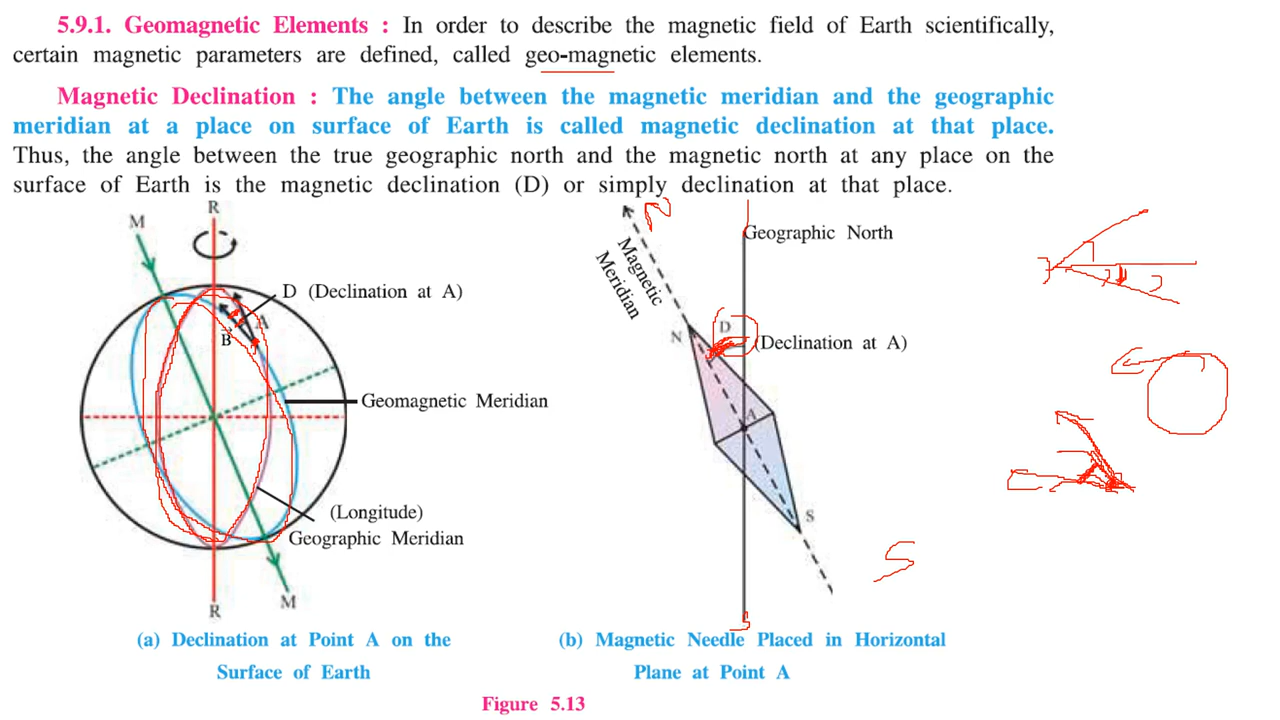 5.9.1. Geomagnetic Elements : In order to describe the magnetic field of Earth scientifically,
certain magnetic parameters are defined, called geo-magnetic elements.
Magnetic Declination : The angle between the magnetic meridian and the geographic
meridian at a place on surface of Earth is called magnetic declination at that place.
Thus, the angle between the true geographic north and the magnetic north at any place on the
surface of Earth is the magnetic declination (D) or simply declination at that place.
M
R
D (Declination at A)
A
B
Geomagnetic Meridian
(Longitude)
Geographic Meridian
M
R
N
Magnetic
Meridian
Geographic North
N
D
(Declination at A)
A
S
S
(a) Declination at Point A on the
Surface of Earth
(b) Magnetic Needle Placed in Horizontal
Plane at Point A
Figure 5.13